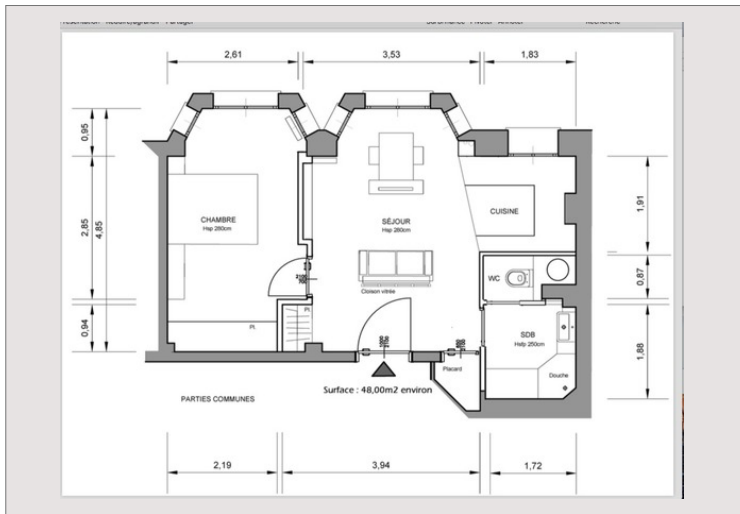 2,61
3,53
1,83
0,95
2,85
4,85
0,94
CHAMBRE
Hsp 280cm
Pl.
Pl.
SÉJOUR
Hsp 280cm
Cloison vitrée
CUISINE
WC
SDB
Hsfp 250cm
Douche
Placard
1,91
0,87
1,88
Surface : 48,00m2 environ
PARTIES COMMUNES
2,19
3,94
1,72